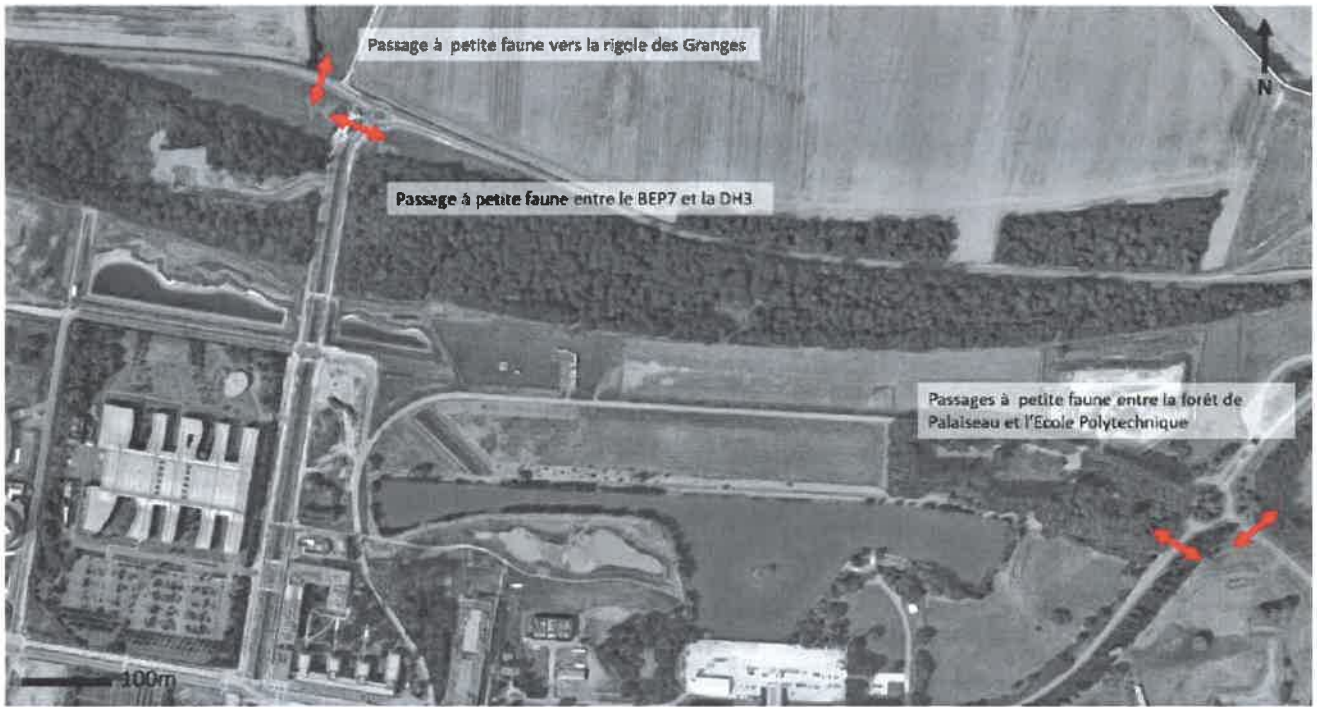 Passage à petite faune vers la rigole des Granges
N
Passage à petite faune entre le BEP7 et la DH3
Passages à petite faune entre la forêt de
Palaiseau et l'Ecole Polytechnique
100m